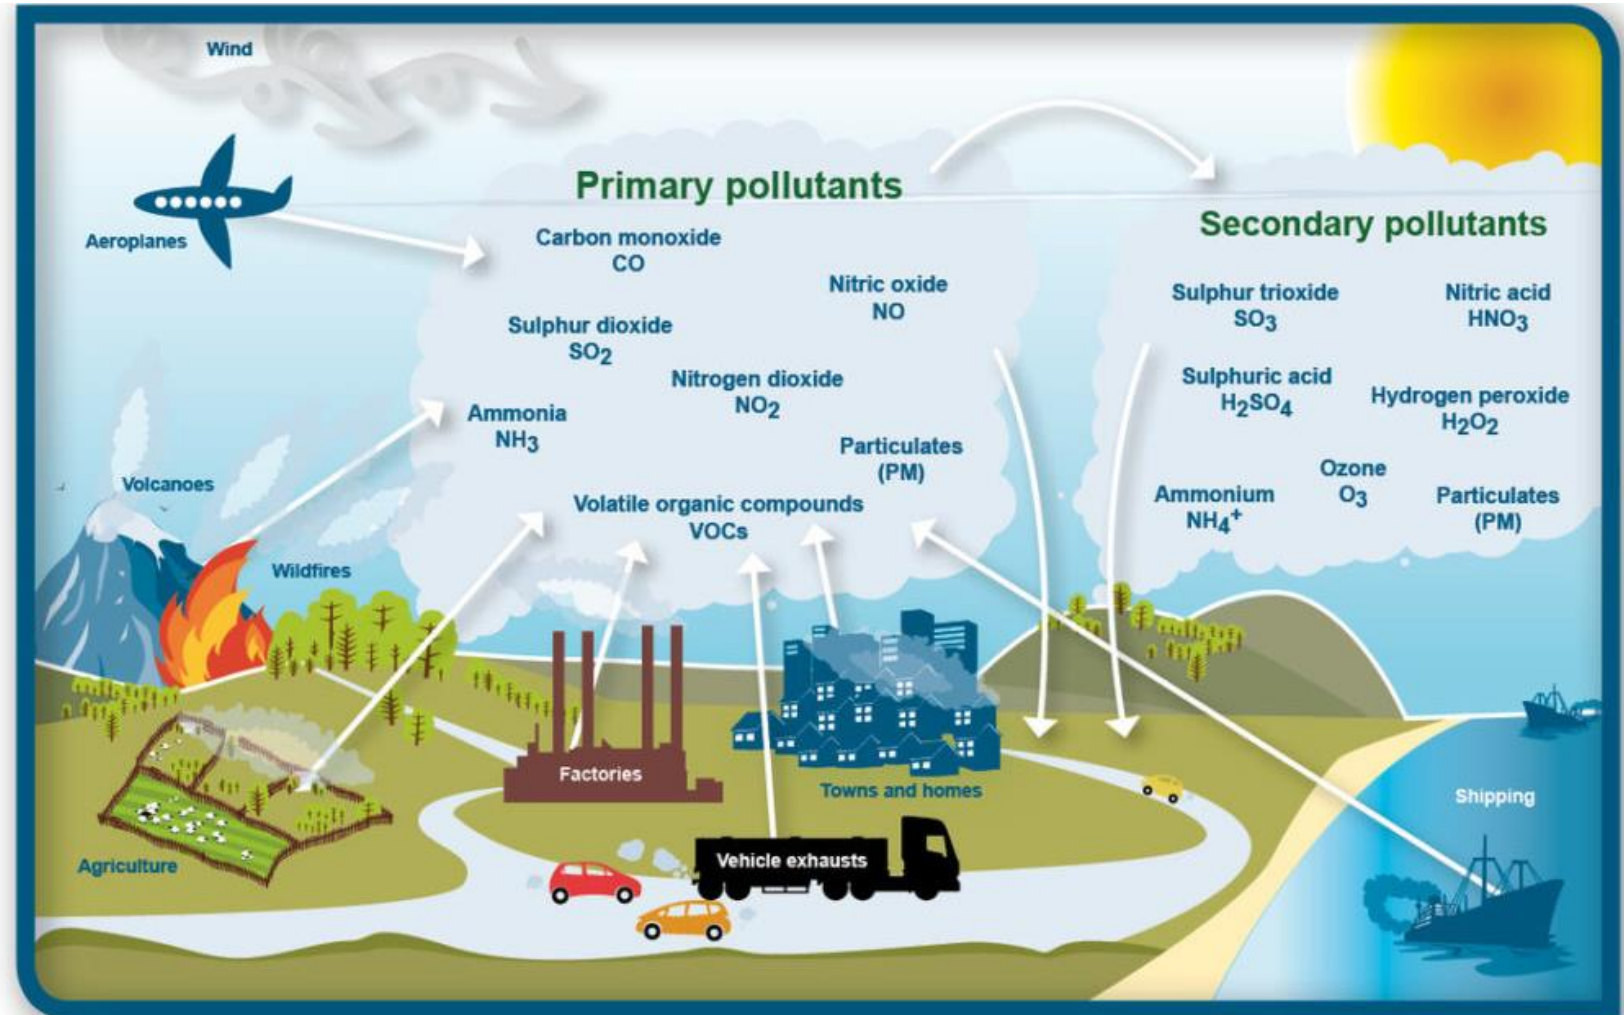 Wind
Aeroplanes
Primary pollutants
Carbon monoxide
CO
Nitric oxide
NO
Sulphur dioxide
SO2
Nitrogen dioxide
NO2
Ammonia
NH3
Particulates
(PM)
Volatile organic compounds
VOCs
Secondary pollutants
Sulphur trioxide
SO3
Nitric acid
HNO3
Sulphuric acid
H2SO4
Hydrogen peroxide
H2O2
Ozone
O3
Ammonium
NH4+
Particulates
(PM)
Volcanoes
Wildfires
Factories
Towns and homes
Shipping
Vehicle exhausts
Agriculture